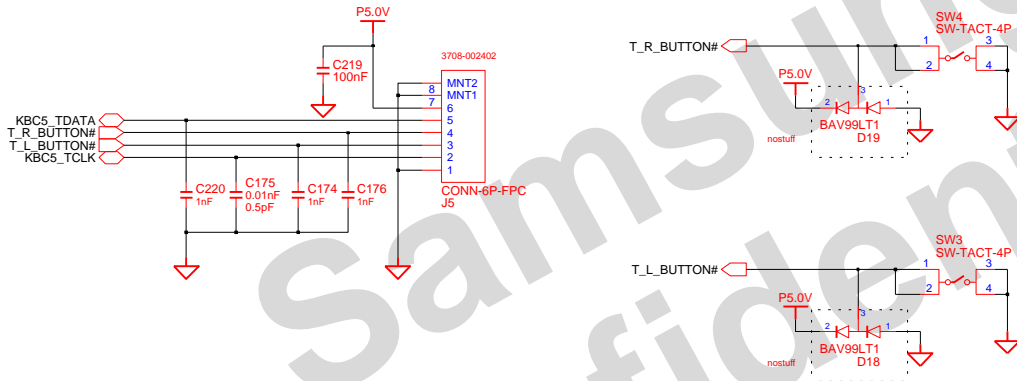 P5.0V
C219
100nF
3708-002402
MNT2
8
MNT1
7
6
5
4
3
2
1
CONN-6P-FPC
J5
KBC5_TDATA
T_R_BUTTON#
T_L_BUTTON#
KBC5_TCLK
C220
1nF
C175
0.01nF
0.5pF
C174
1nF
C176
1nF
T_R_BUTTON#
SW4
SW-TACT-4P
1
3
2
4
P5.0V
3
2
1
BAV99LT1
D19
nostuff
T_L_BUTTON#
SW3
SW-TACT-4P
1
3
2
4
P5.0V
3
2
1
BAV99LT1
D18
nostuff
Samsung